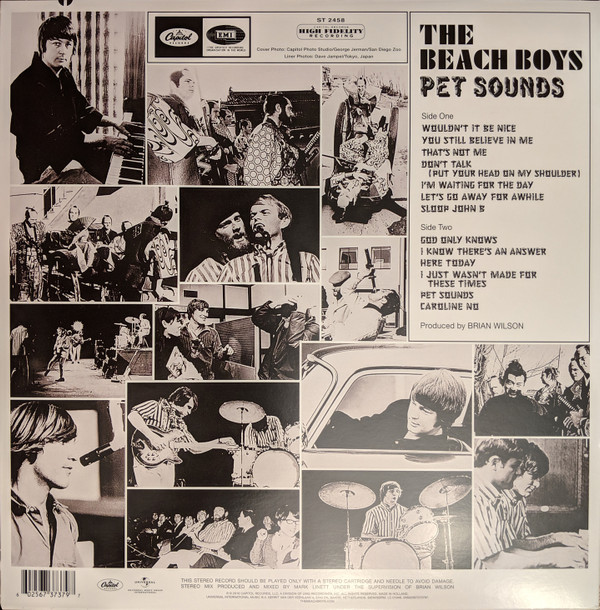 ST 2458
Capitol
RECORDS
EMI
HIGH FIDELITY
RECORDING
Cover Photo: Capitol Photo Studio/George Jerman/San Diego Zoo
Liner Photos: Dave Jampel/Tokyo, Japan
THE
BEACH BOYS
PET SOUNDS
Side One
WOULDN'T IT BE NICE
YOU STILL BELIEVE IN ME
THAT'S NOT ME
DON'T TALK
(PUT YOUR HEAD ON MY SHOULDER)
I'M WAITING FOR THE DAY
LET'S GO AWAY FOR AWHILE
SLOOP JOHN B
Side Two
GOD ONLY KNOWS
I KNOW THERE'S AN ANSWER
HERE TODAY
I JUST WASN'T MADE FOR
THESE TIMES
PET SOUNDS
CAROLINE NO
Produced by BRIAN WILSON
THIS STEREO RECORD SHOULD BE PLAYED ONLY WITH A STEREO CARTRIDGE AND NEEDLE TO AVOID DAMAGE.
STEREO MIX PRODUCED AND MIXED BY MARK LINETT UNDER THE SUPERVISION OF BRIAN WILSON
Capitol
UNIVERSAL